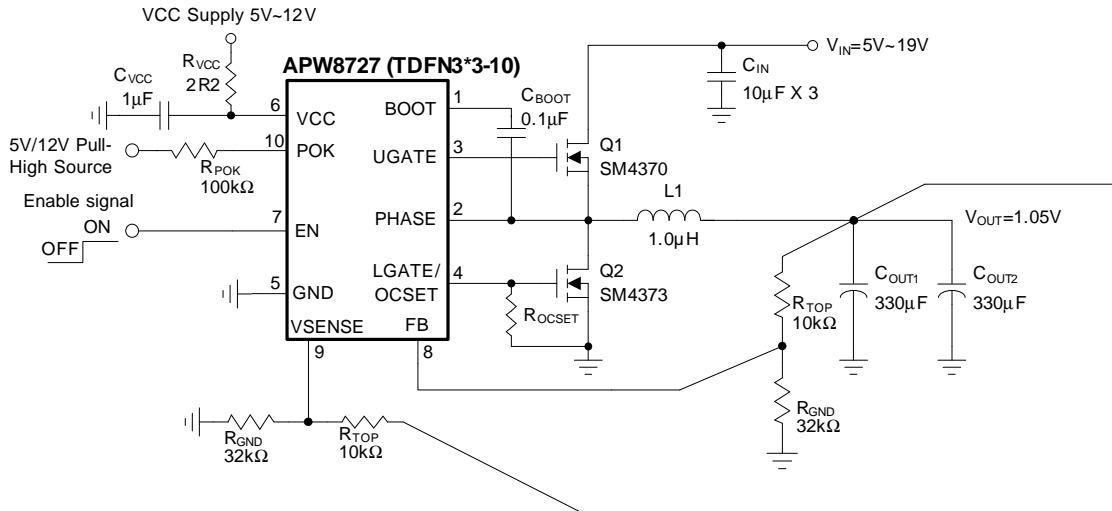 VCC Supply 5V~12V
RVCC
2R2
CVCC
1µF
APW8727 (TDFN3*3-10)
VIN=5V~19V
CIN
10µF X 3
6
VCC
BOOT
1
CBOOT
0.1µF
5V/12V Pull-
High Source
RPOK
100kΩ
10
POK
UGATE
3
Q1
SM4370
Enable signal
ON
OFF
7
EN
PHASE
2
L1
1.0µH
VOUT=1.05V
5
GND
LGATE/
OCSET
4
ROCSET
Q2
SM4373
VSENSE
9
FB
8
RTOP
10kΩ
COUT1
330µF
COUT2
330µF
RGND
32kΩ
RGND
32kΩ
RTOP
10kΩ